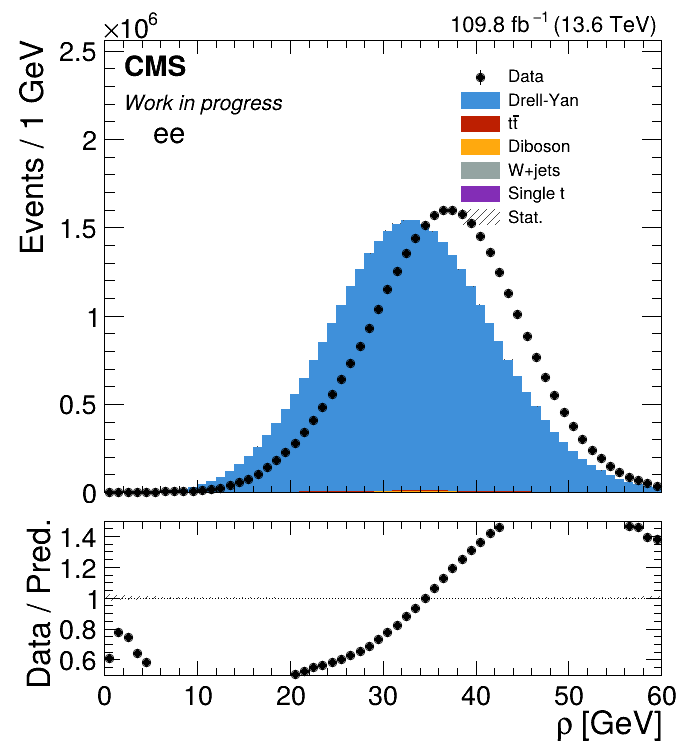 ×10⁶
109.8 fb⁻¹ (13.6 TeV)
Events / 1 GeV
2.5
2
1.5
1
0.5
0
CMS
Work in progress
ee
Data
Drell-Yan
tt̅
Diboson
W+jets
Single t
Stat.
Data / Pred.
1.4
1.2
1
0.8
0.6
0 10 20 30 40 50 60
ρ [GeV]